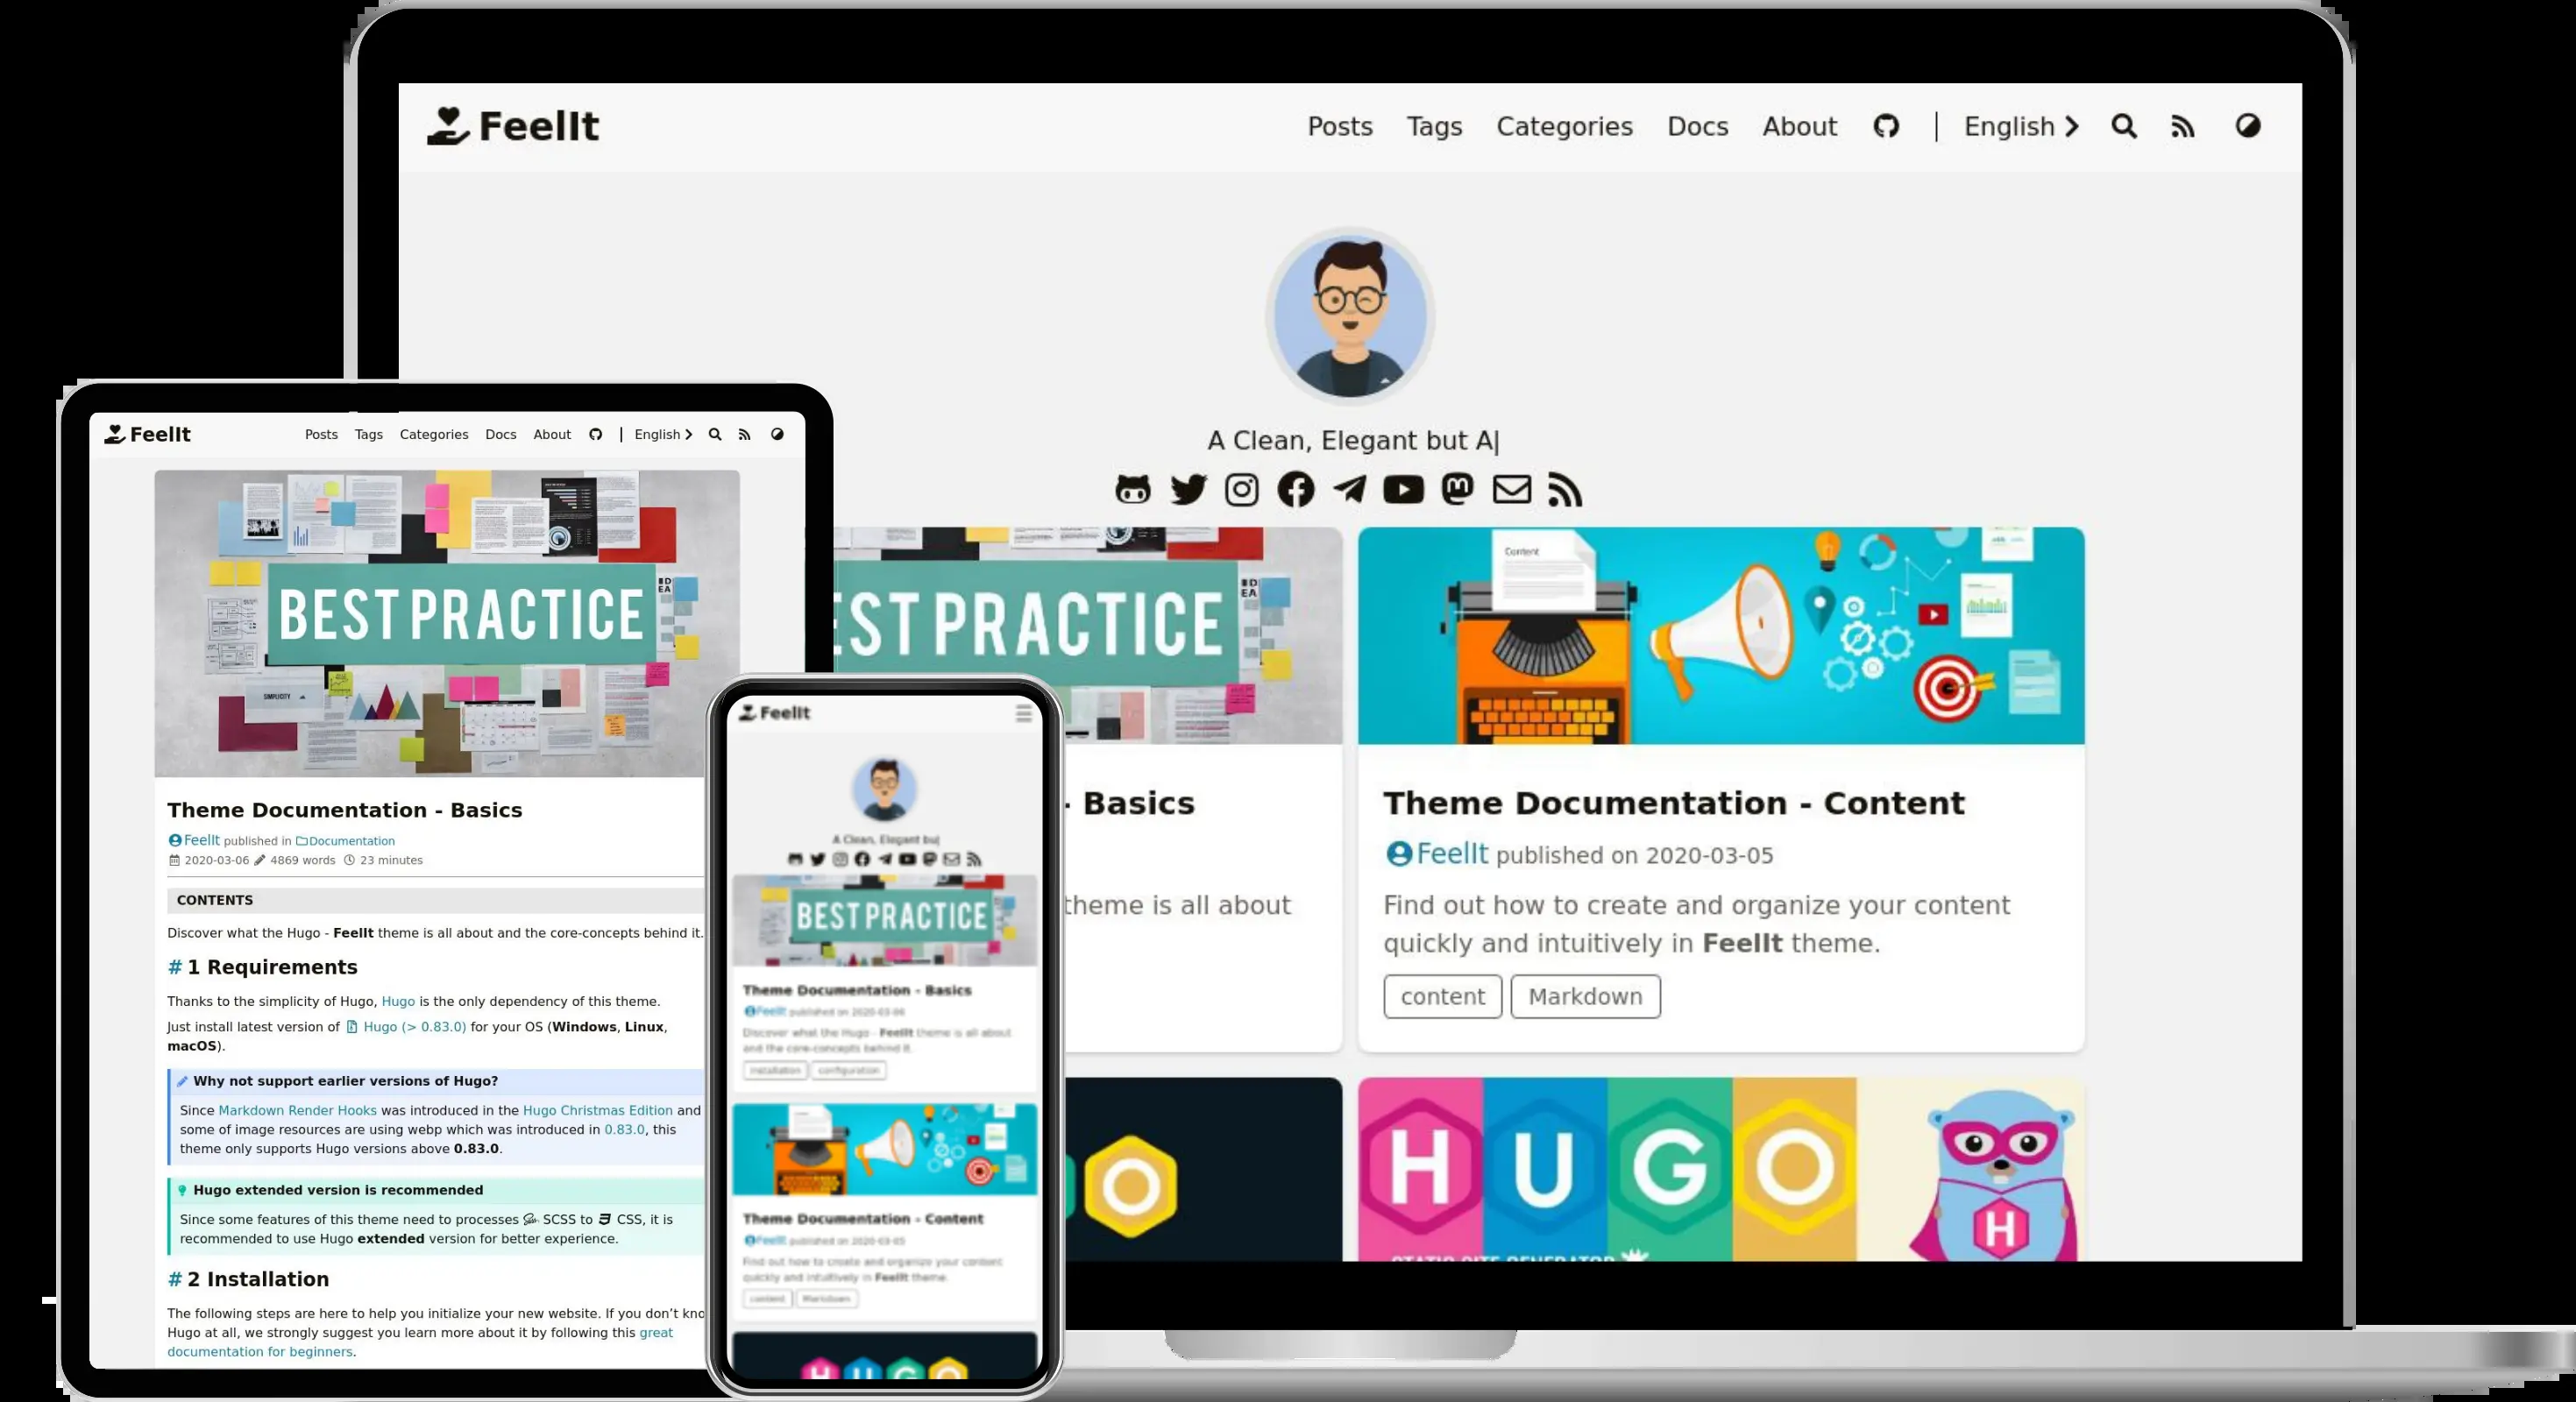 FeelIt
Posts Tags Categories Docs About | English
A Clean, Elegant but A|
EST PRACTICE
IDEA
Content
- Basics
theme is all about
Theme Documentation - Content
FeelIt published on 2020-03-05
Find out how to create and organize your content
quickly and intuitively in FeelIt theme.
content Markdown
O
HUGO
H
STATIC SITE GENERATOR
FeelIt
Posts Tags Categories Docs About | English
BEST PRACTICE
IDEA
SIMPLICITY
Theme Documentation - Basics
FeelIt published in Documentation
2020-03-06 4869 words 23 minutes
CONTENTS
Discover what the Hugo - FeelIt theme is all about and the core-concepts behind it.
# 1 Requirements
Thanks to the simplicity of Hugo, Hugo is the only dependency of this theme.
Just install latest version of Hugo (> 0.83.0) for your OS (Windows, Linux,
macOS).
Why not support earlier versions of Hugo?
Since Markdown Render Hooks was introduced in the Hugo Christmas Edition and
some of image resources are using webp which was introduced in 0.83.0, this
theme only supports Hugo versions above 0.83.0.
Hugo extended version is recommended
Since some features of this theme need to processes SCSS to CSS, it is
recommended to use Hugo extended version for better experience.
# 2 Installation
The following steps are here to help you initialize your new website. If you don’t kno
Hugo at all, we strongly suggest you learn more about it by following this great
documentation for beginners.
FeelIt
A Clean, Elegant but|
BEST PRACTICE
Theme Documentation - Basics
FeelIt published on 2020-03-06
Discover what the Hugo - FeelIt theme is all about
and the core-concepts behind it.
installation configuration
Theme Documentation - Content
FeelIt published on 2020-03-05
Find out how to create and organize your content
quickly and intuitively in FeelIt theme.
content Markdown
HUGO